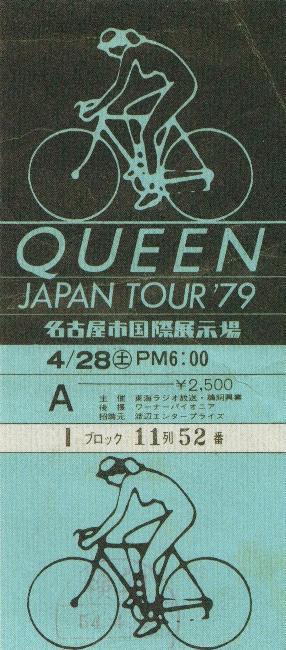 QUEEN
JAPAN TOUR '79
名古屋市国際展示場
4/28土 PM6:00
A ¥2,500
主催 東海ラジオ放送・鵜飼興業
後援 ワーナーパイオニア
招聘元 渡辺エンタープライズ
I ブロック 11列 52番
54.